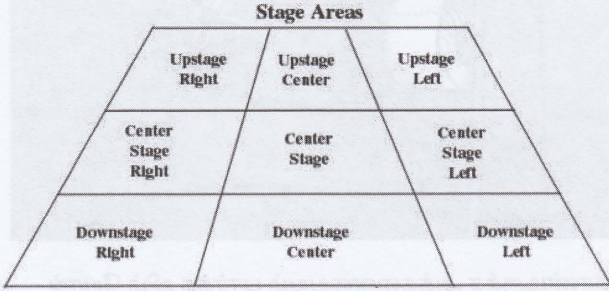 Stage Areas
Upstage
Right
Upstage
Center
Upstage
Left
Center
Stage
Right
Center
Stage
Center
Stage
Left
Downstage
Right
Downstage
Center
Downstage
Left